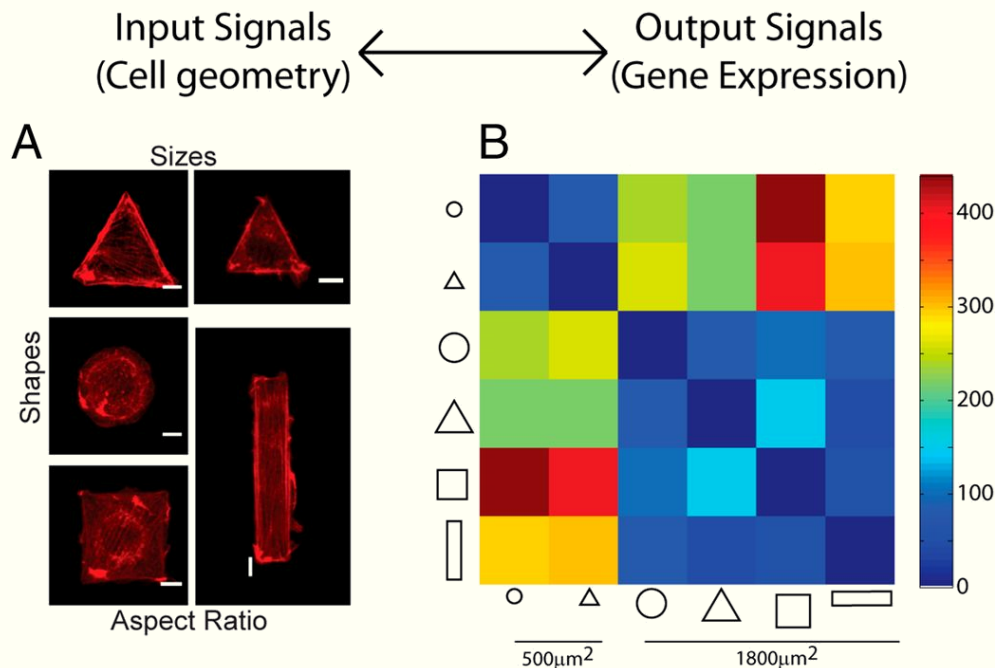 Input Signals
(Cell geometry)
Output Signals
(Gene Expression)
A
Sizes
Shapes
Aspect Ratio
B
400
300
200
100
0
500μm²
1800μm²